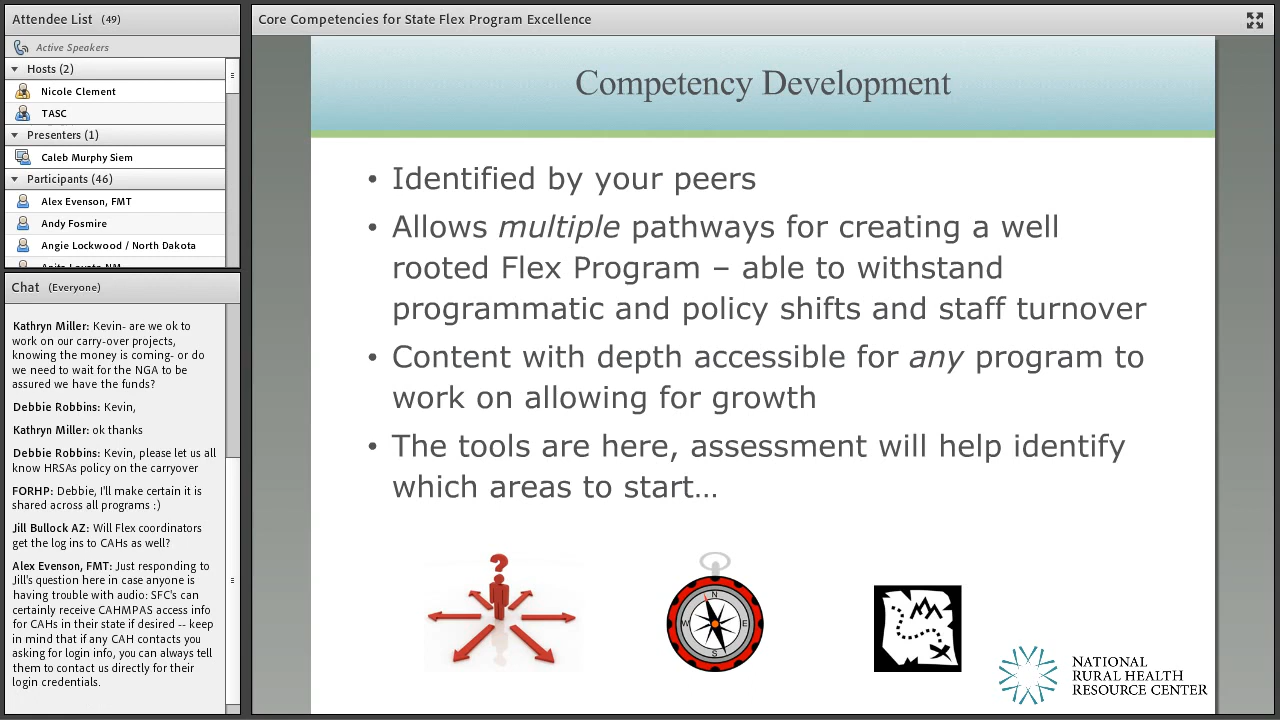 Attendee List (49)
Active Speakers
Hosts (2)
Nicole Clement
TASC
Presenters (1)
Caleb Murphy Siem
Participants (46)
Alex Evenson, FMT
Andy Fosmire
Angie Lockwood / North Dakota
Chat (Everyone)
Kathryn Miller: Kevin- are we ok to
work on our carry-over projects,
knowing the money is coming- or do
we need to wait for the NGA to be
assured we have the funds?
Debbie Robbins: Kevin,
Kathryn Miller: ok thanks
Debbie Robbins: Kevin, please let us all
know HRSAs policy on the carryover
FORHP: Debbie, I'll make certain it is
shared across all programs :)
Jill Bullock AZ: Will Flex coordinators
get the log ins to CAHs as well?
Alex Evenson, FMT: Just responding to
Jill's question here in case anyone is
having trouble with audio: SFC's can
certainly receive CAHMPAS access info
for CAHs in their state if desired -- keep
in mind that if any CAH contacts you
asking for login info, you can always tell
them to contact us directly for their
login credentials.
Core Competencies for State Flex Program Excellence
Competency Development
• Identified by your peers
• Allows multiple pathways for creating a well
rooted Flex Program – able to withstand
programmatic and policy shifts and staff turnover
• Content with depth accessible for any program to
work on allowing for growth
• The tools are here, assessment will help identify
which areas to start…
?
N
W E
S
NATIONAL
RURAL HEALTH
RESOURCE CENTER